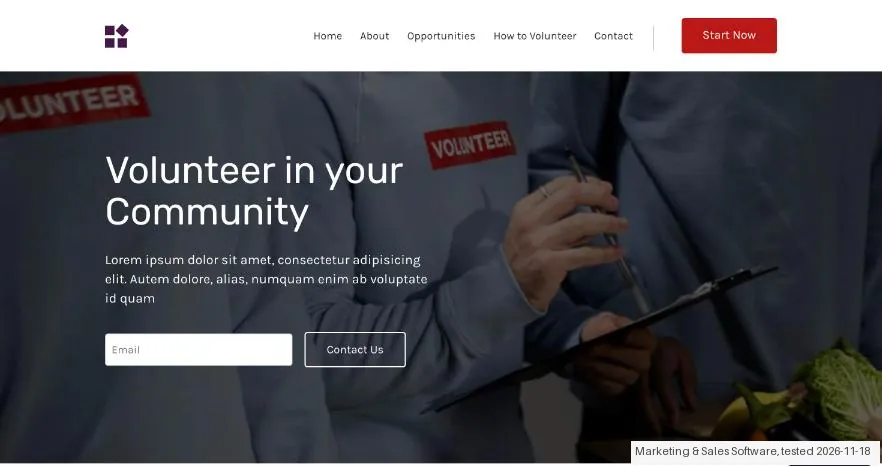 Home About Opportunities How to Volunteer Contact Start Now
OLUNTEER
VOLUNTEER
Volunteer in your
Community
Lorem ipsum dolor sit amet, consectetur adipisicing
elit. Autem dolore, alias, numquam enim ab voluptate
id quam
Email Contact Us
Marketing & Sales Software, tested 2026-11-18